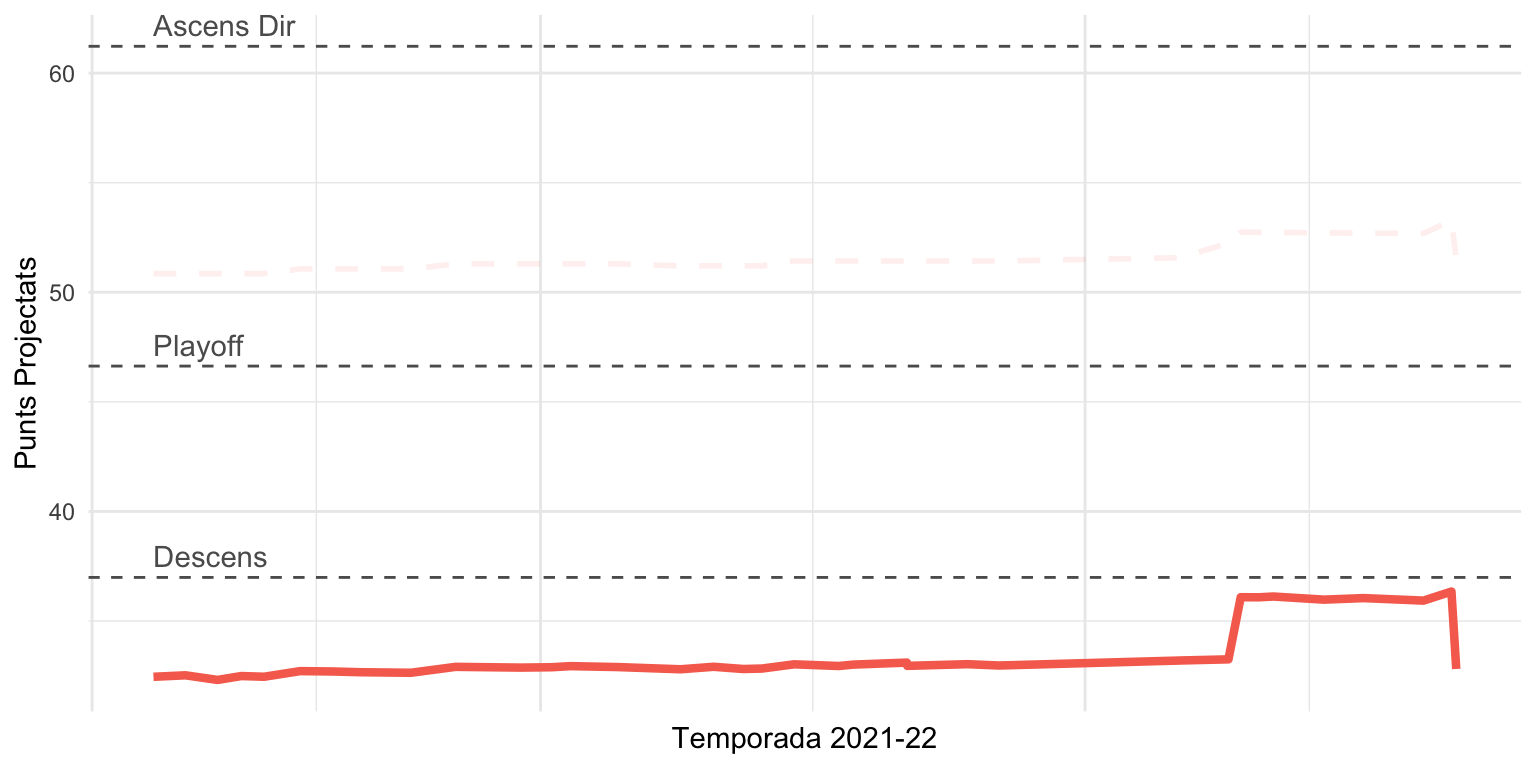 Ascens Dir
60
50
Playoff
40
Descens
Punts Projectats
Temporada 2021-22